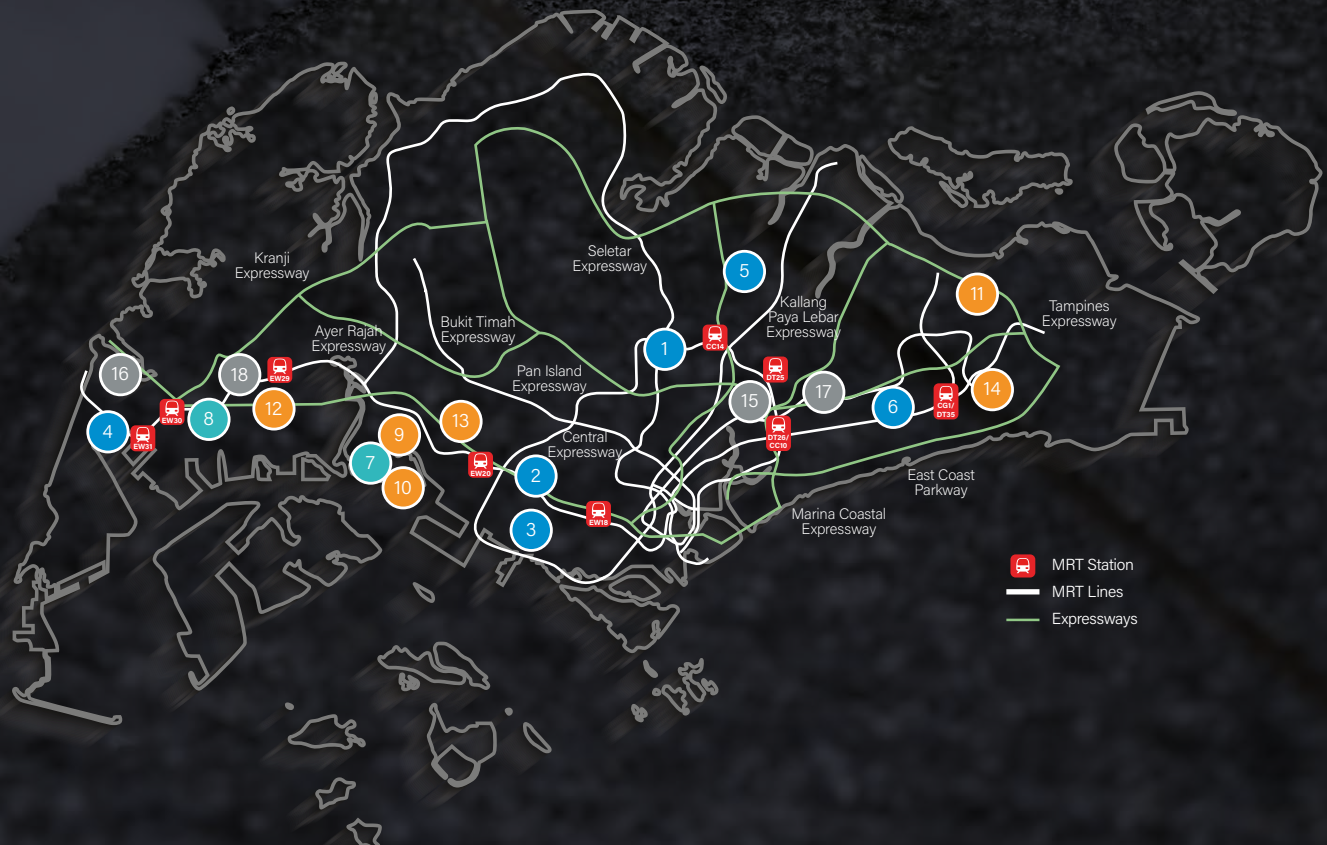 Kranji
Expressway
Seletar
Expressway
5
11
Kallang
Paya Lebar
Expressway
Tampines
Expressway
Ayer Rajah
Expressway
Bukit Timah
Expressway
1
CC14
Pan Island
Expressway
16
18
EW29
DT25
15
17
14
CG1/
DT35
6
4
EW31
EW30
8
12
9
13
DT26/
CC10
Central
Expressway
7
10
EW20
2
East Coast
Parkway
3
EW18
Marina Coastal
Expressway
MRT Station
MRT Lines
Expressways